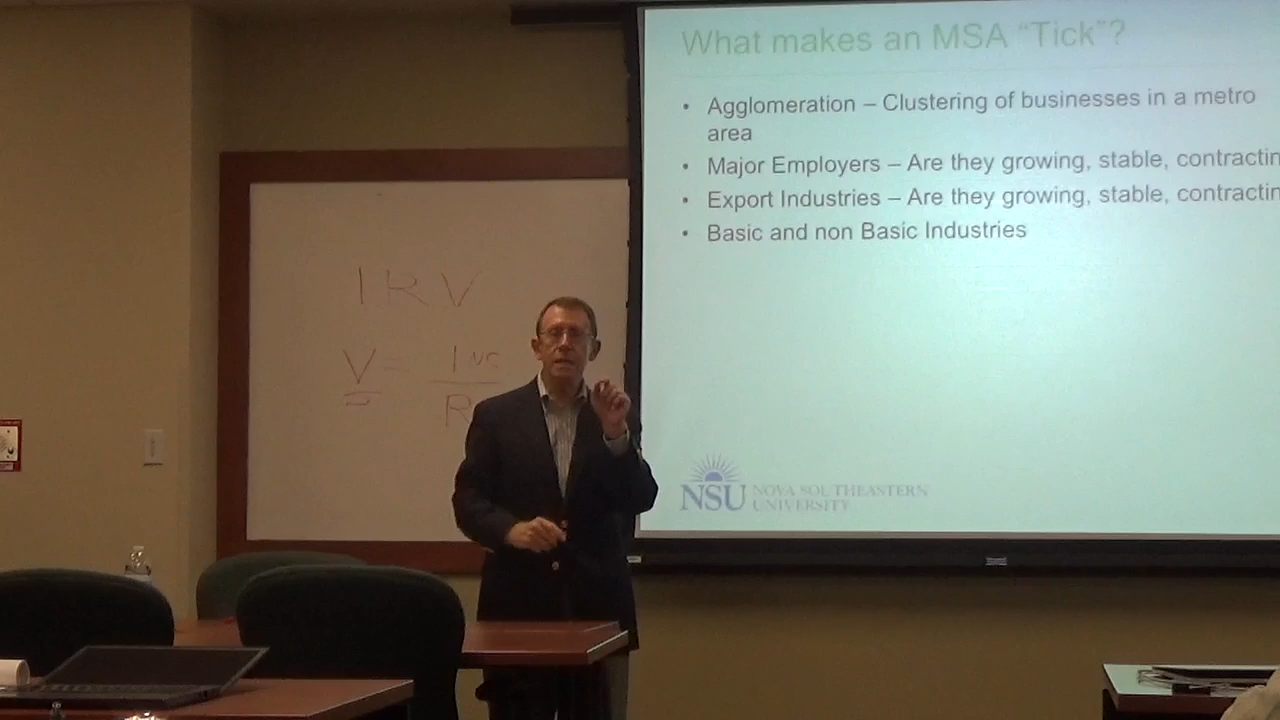 What makes an MSA “Tick”?
• Agglomeration – Clustering of businesses in a metro
area
• Major Employers – Are they growing, stable, contractin
• Export Industries – Are they growing, stable, contractin
• Basic and non Basic Industries
NSU NOVA SOUTHEASTERN
UNIVERSITY
I R V
V = Inc
R